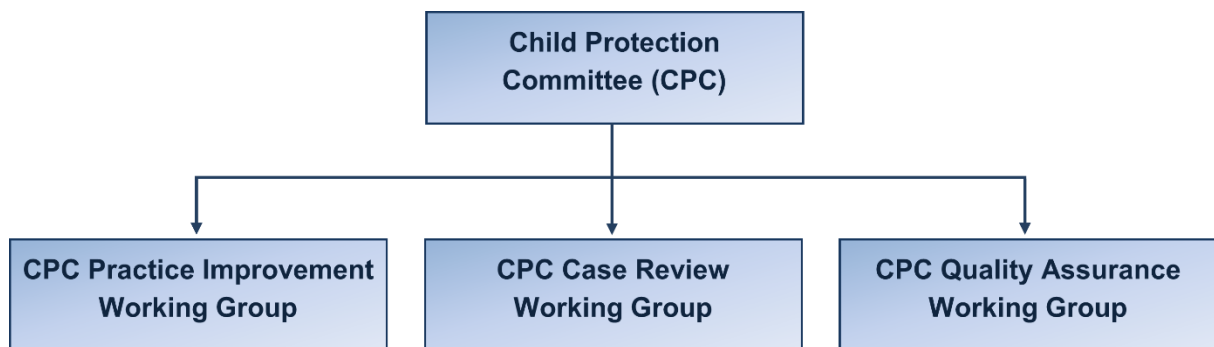 Child Protection
Committee (CPC)
CPC Practice Improvement
Working Group
CPC Case Review
Working Group
CPC Quality Assurance
Working Group